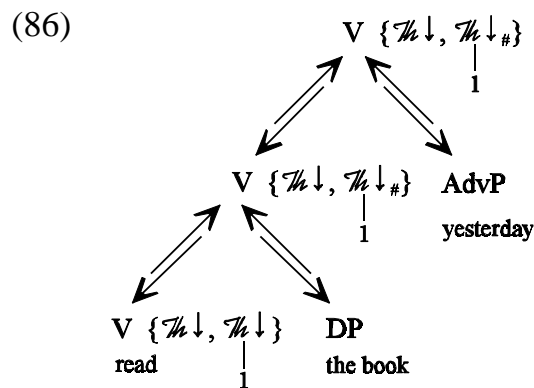 (86)
V {Th↓, Th↓#}
1
V {Th↓, Th↓#} AdvP
1 yesterday
V {Th↓, Th↓} DP
read the book
1